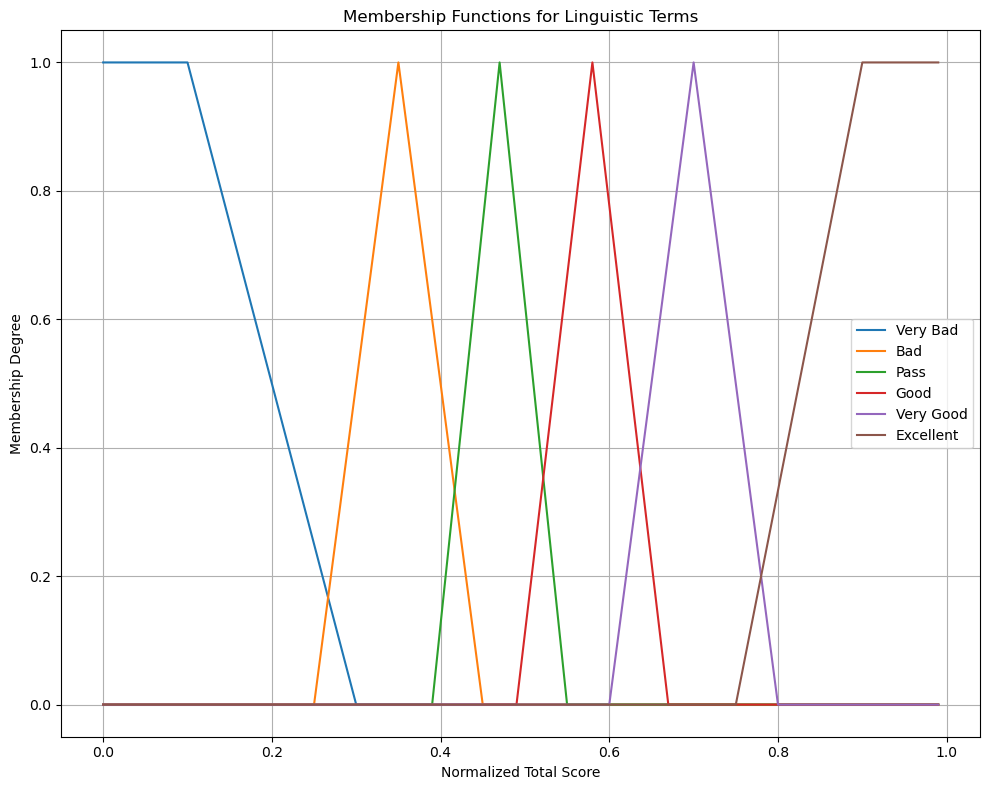 Membership Functions for Linguistic Terms
Membership Degree
1.0
0.8
0.6
0.4
0.2
0.0
Very Bad
Bad
Pass
Good
Very Good
Excellent
0.0 0.2 0.4 0.6 0.8 1.0
Normalized Total Score